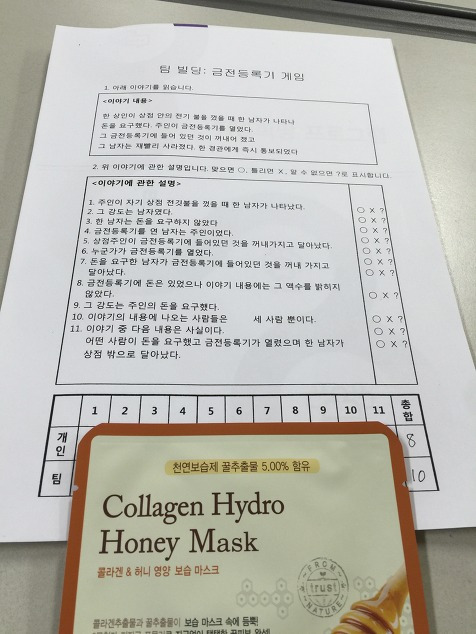 팀 빌딩: 금전등록기 게임
1. 아래 이야기를 읽습니다.
<이야기 내용>
한 상인이 상점 안의 전기 불을 껐을 때 한 남자가 나타나
돈을 요구했다. 주인이 금전등록기를 열었다.
그 금전등록기에 들어 있던 것이 꺼내어 졌고
그 남자는 재빨리 사라졌다. 한 경관에게 즉시 통보되었다
2. 위 이야기에 관한 설명입니다. 맞으면 ○, 틀리면 X, 알 수 없으면 ?로 표시합니다.
<이야기에 관한 설명>
1. 주인이 자기 상점 전깃불을 껐을 때 한 남자가 나타났다. ○ X ?
2. 그 강도는 남자였다. ○ X ?
3. 한 남자는 돈을 요구하지 않았다 ○ X ?
4. 금전등록기를 연 남자는 주인이었다. ○ X ?
5. 상점주인이 금전등록기에 들어있던 것을 꺼내가지고 달아났다. ○ X ?
6. 누군가가 금전등록기를 열었다. ○ X ?
7. 돈을 요구한 남자가 금전등록기에 들어있던 것을 꺼내 가지고 ○ X ?
달아났다.
8. 금전등록기에 돈은 있었으나 이야기 내용에는 그 액수를 밝히지
않았다. ○ X ?
9. 그 강도는 주인의 돈을 요구했다. ○ X ?
10. 이야기의 내용에 나오는 사람들은 세 사람 뿐이다. ○ X ?
11. 이야기 중 다음 내용은 사실이다. ○ X ?
어떤 사람이 돈을 요구했고 금전등록기가 열렸으며 한 남자가
상점 밖으로 달아났다.
1 2 3 4 5 6 7 8 9 10 11 총합
개인 8
팀 10
천연보습제 꿀추출물 5,00% 함유
Collagen Hydro
Honey Mask
콜라겐 & 허니 영양 보습 마스크
FROM trust NATURE
콜라겐추출물과 꿀추출물이 보습 마스크 속에 듬뿍!